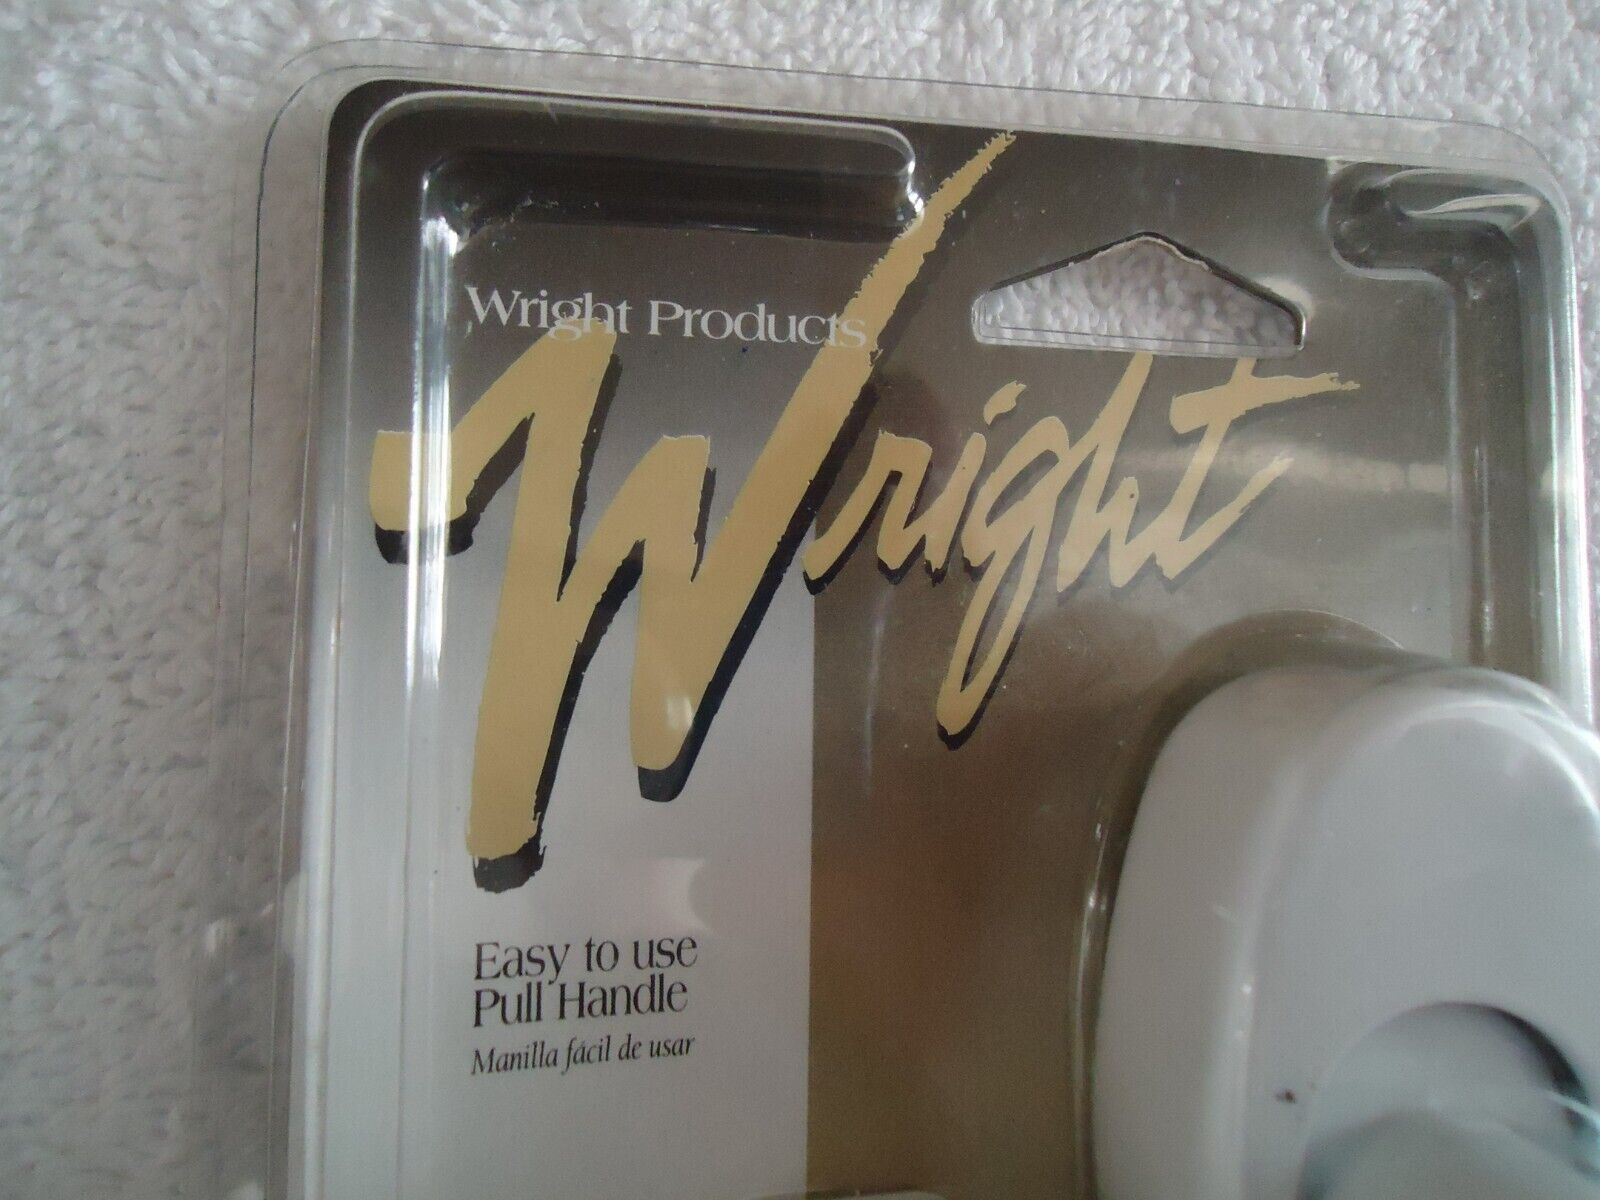 Wright Products
Wright
Easy to use
Pull Handle
Manilla fácil de usar